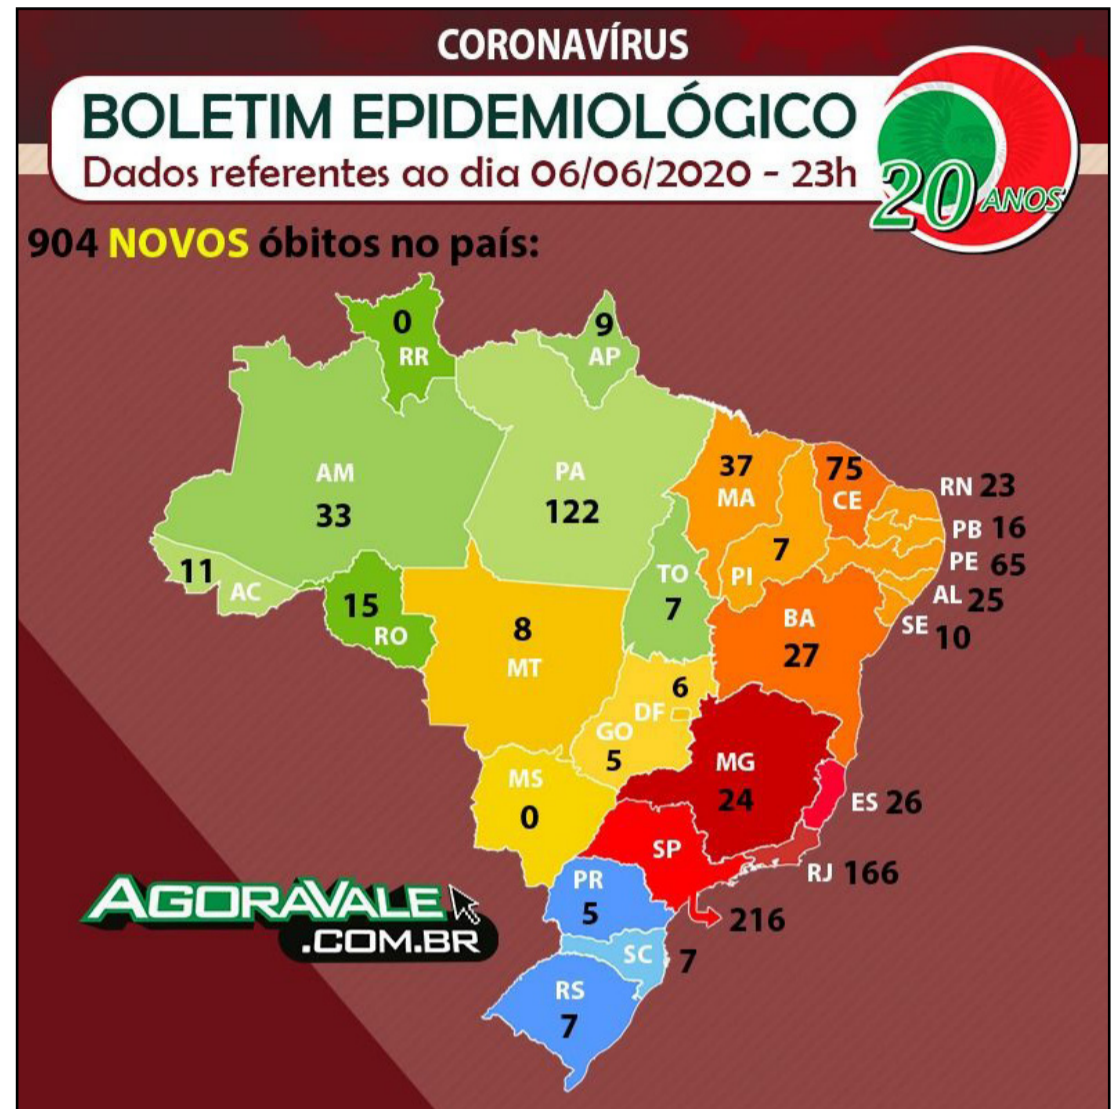 CORONAVÍRUS
BOLETIM EPIDEMIOLÓGICO
Dados referentes ao dia 06/06/2020 - 23h
20 ANOS
904 NOVOS óbitos no país:
0
RR
9
AP
AM
33
PA
122
37
MA
75
CE
RN 23
PB 16
PE 65
AL 25
SE 10
7
PI
TO
7
11
AC
15
RO
8
MT
BA
27
6
DF
GO
5
MS
0
MG
24
ES 26
SP
216
RJ 166
PR
5
SC 7
RS
7
AGORAVALE
.COM.BR